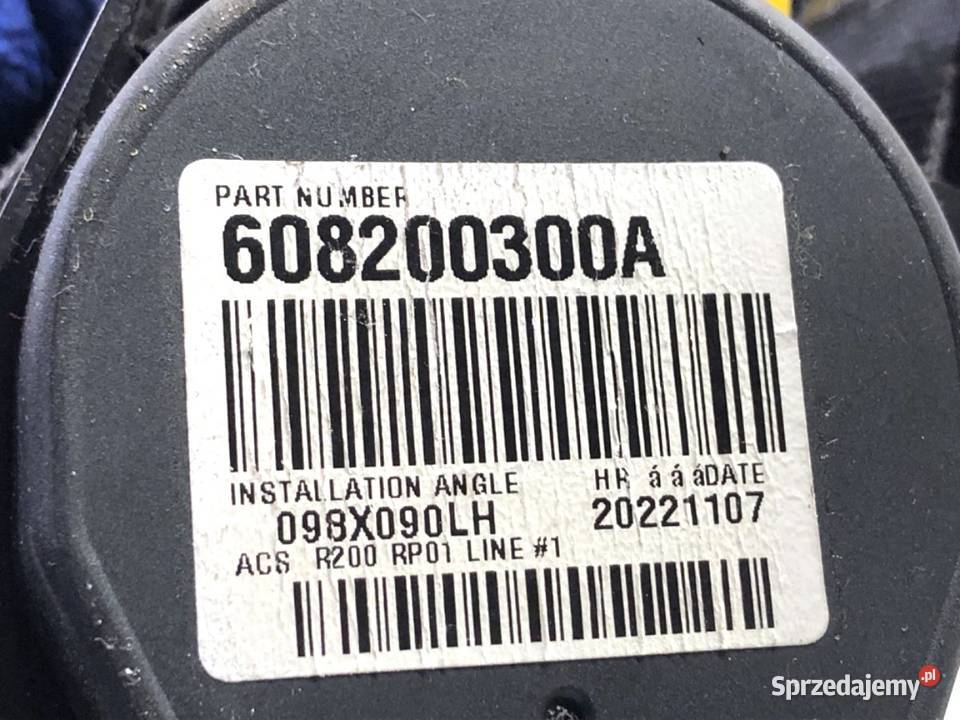 PART NUMBER
608200300A
INSTALLATION ANGLE HR á á áDATE
098X090LH 20221107
ACS R200 RP01 LINE #1
Sprzedajemy.pl